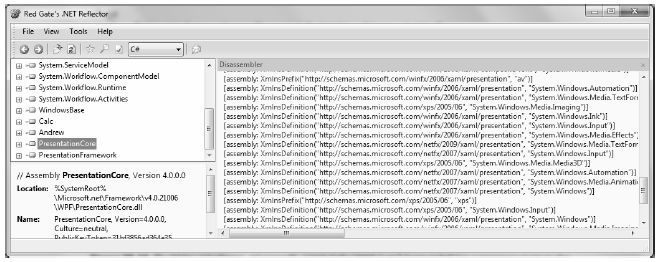 Red Gate's .NET Reflector
File View Tools Help
C#
System.ServiceModel
System.Workflow.ComponentModel
System.Workflow.Runtime
System.Workflow.Activities
WindowsBase
Calc
Andrew
PresentationCore
PresentationFramework
// Assembly PresentationCore, Version 4.0.0.0
Location: %SystemRoot%
\Microsoft.net\Framework\v4.0.21006
\WPF\PresentationCore.dll
Name: PresentationCore, Version=4.0.0.0,
Culture=neutral,
Disassembler
[assembly: XmlnsPrefix("http://schemas.microsoft.com/winfx/2006/xaml/presentation", "av")]
[assembly: XmlnsDefinition("http://schemas.microsoft.com/winfx/2006/xaml/presentation", "System.Windows.Automation")]
[assembly: XmlnsDefinition("http://schemas.microsoft.com/winfx/2006/xaml/presentation", "System.Windows.Media.TextForm
[assembly: XmlnsDefinition("http://schemas.microsoft.com/xps/2005/06", "System.Windows.Media.Imaging")]
[assembly: XmlnsDefinition("http://schemas.microsoft.com/winfx/2006/xaml/presentation", "System.Windows.Ink")]
[assembly: XmlnsDefinition("http://schemas.microsoft.com/winfx/2006/xaml/presentation", "System.Windows.Input")]
[assembly: XmlnsDefinition("http://schemas.microsoft.com/winfx/2006/xaml/presentation", "System.Windows.Media.Effects")
[assembly: XmlnsDefinition("http://schemas.microsoft.com/netfx/2009/xaml/presentation", "System.Windows.Media.TextForm
[assembly: XmlnsDefinition("http://schemas.microsoft.com/netfx/2007/xaml/presentation", "System.Windows.Input")]
[assembly: XmlnsDefinition("http://schemas.microsoft.com/xps/2005/06", "System.Windows.Media.Media3D")]
[assembly: XmlnsDefinition("http://schemas.microsoft.com/netfx/2007/xaml/presentation", "System.Windows.Automation")]
[assembly: XmlnsDefinition("http://schemas.microsoft.com/netfx/2007/xaml/presentation", "System.Windows.Media.Animatio
[assembly: XmlnsDefinition("http://schemas.microsoft.com/netfx/2007/xaml/presentation", "System.Windows")]
[assembly: XmlnsPrefix("http://schemas.microsoft.com/xps/2005/06", "xps")]
[assembly: XmlnsDefinition("http://schemas.microsoft.com/xps/2005/06", "System.Windows.Input")]
[assembly: XmlnsDefinition("http://schemas.microsoft.com/winfx/2006/xaml/presentation", "System.Windows")]